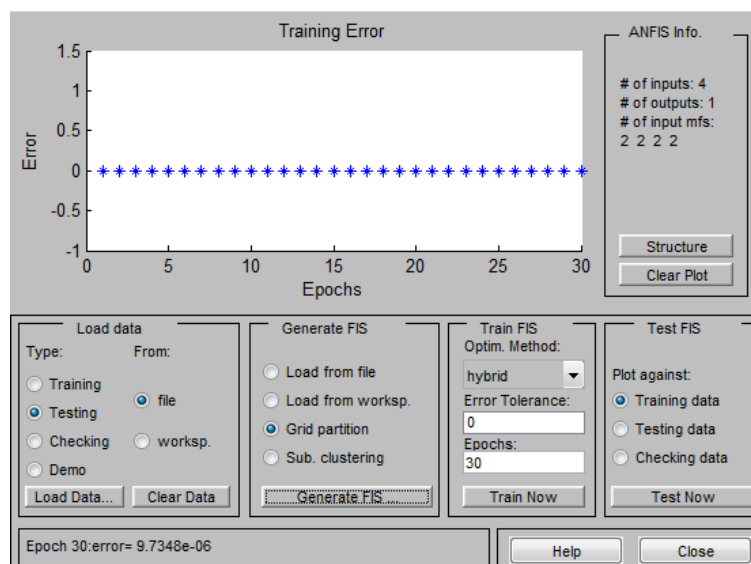 Training Error
ANFIS Info.
1.5
1
0.5
0
-0.5
-1
Error
0
5
10
15
20
25
30
Epochs
# of inputs: 4
# of outputs: 1
# of input mfs:
2 2 2 2
Structure
Clear Plot
Load data
Type:
From:
Training
Testing
Checking
Demo
file
worksp.
Load Data...
Clear Data
Generate FIS
Load from file
Load from worksp.
Grid partition
Sub. clustering
Generate FIS ...
Train FIS
Optim. Method:
hybrid
Error Tolerance:
0
Epochs:
30
Train Now
Test FIS
Plot against:
Training data
Testing data
Checking data
Test Now
Epoch 30:error= 9.7348e-06
Help
Close